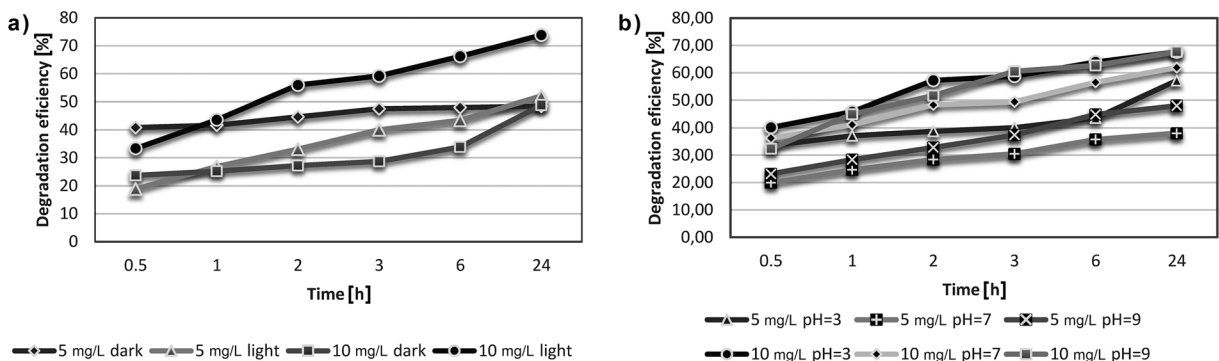 a)
Degradation eficiency [%]
80
70
60
50
40
30
20
10
0
0.5 1 2 3 6 24
Time [h]
5 mg/L dark 5 mg/L light 10 mg/L dark 10 mg/L light
b)
Degradation eficiency [%]
80,00
70,00
60,00
50,00
40,00
30,00
20,00
10,00
0,00
0.5 1 2 3 6 24
Time [h]
5 mg/L pH=3 5 mg/L pH=7 5 mg/L pH=9
10 mg/L pH=3 10 mg/L pH=7 10 mg/L pH=9